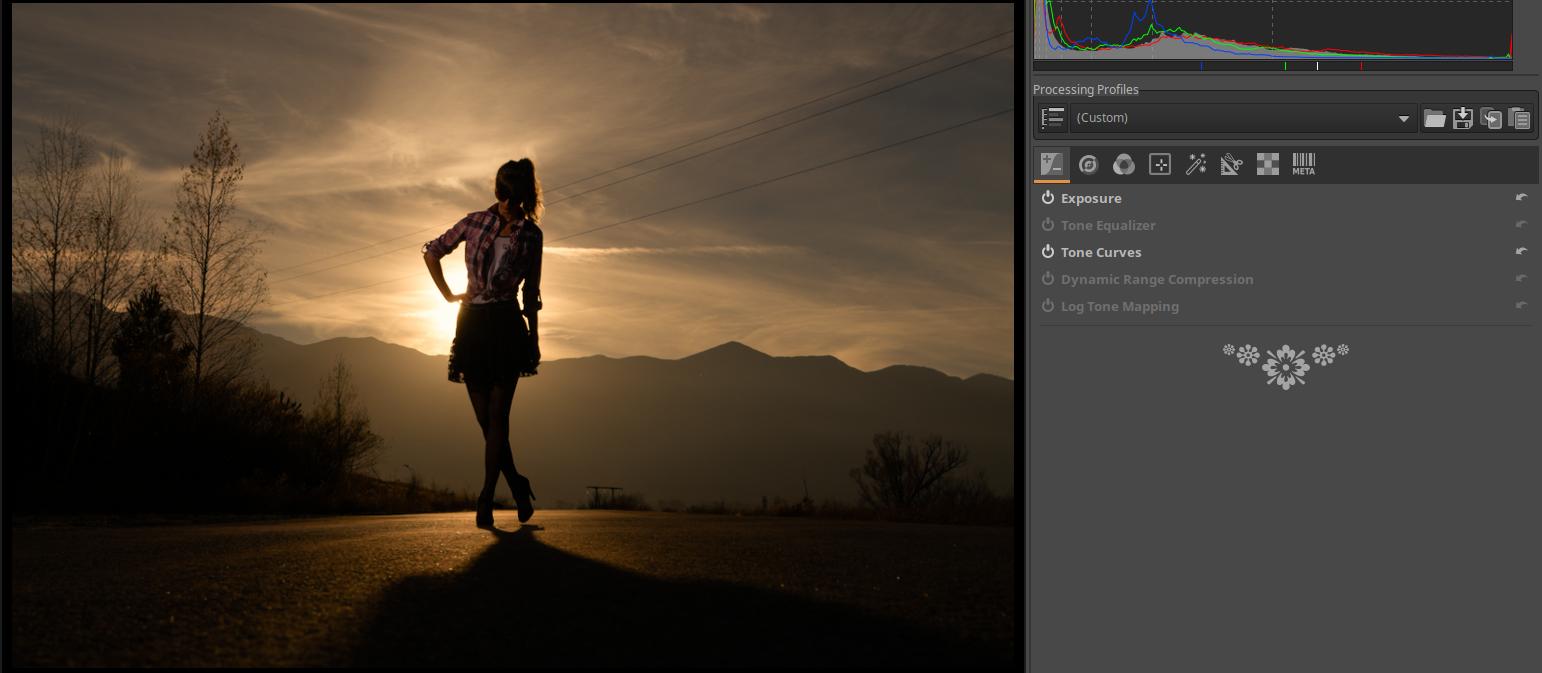 Processing Profiles
(Custom)
META
Exposure
Tone Equalizer
Tone Curves
Dynamic Range Compression
Log Tone Mapping